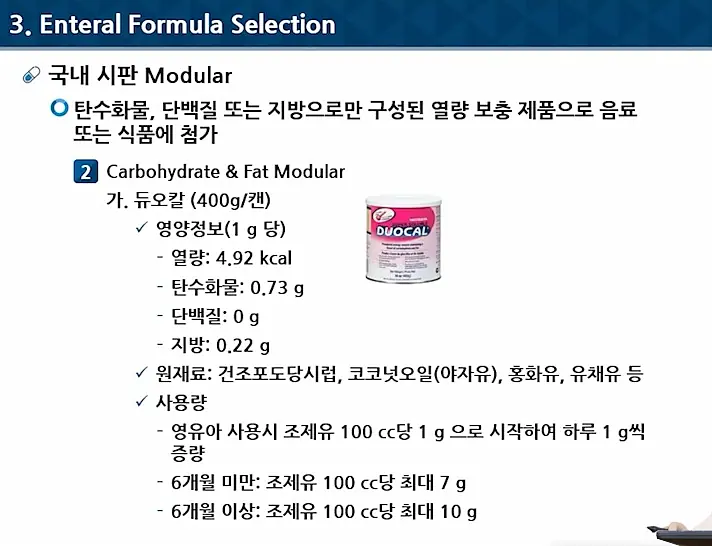 3. Enteral Formula Selection
국내 시판 Modular
탄수화물, 단백질 또는 지방으로만 구성된 열량 보충 제품으로 음료
또는 식품에 첨가
2 Carbohydrate & Fat Modular
가. 듀오칼 (400g/캔)
✓ 영양정보(1 g 당)
- 열량: 4.92 kcal
- 탄수화물: 0.73 g
- 단백질: 0 g
- 지방: 0.22 g
DUOCAL
✓ 원재료: 건조포도당시럽, 코코넛오일(야자유), 홍화유, 유채유 등
✓ 사용량
- 영유아 사용시 조제유 100 cc당 1 g 으로 시작하여 하루 1 g씩
증량
- 6개월 미만: 조제유 100 cc당 최대 7 g
- 6개월 이상: 조제유 100 cc당 최대 10 g